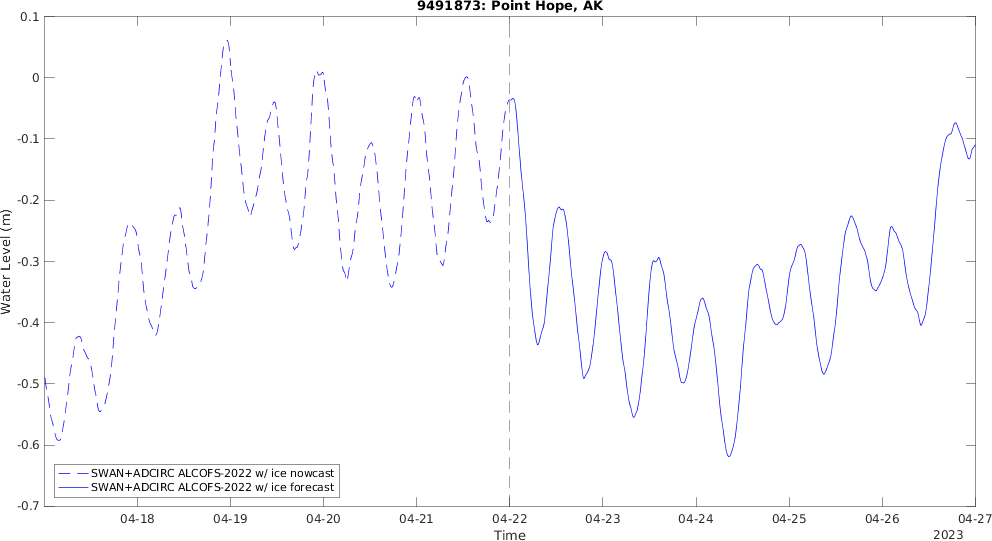 9491873: Point Hope, AK
0.1
0
-0.1
-0.2
-0.3
-0.4
-0.5
-0.6
-0.7
Water Level (m)
SWAN+ADCIRC ALCOFS-2022 w/ ice nowcast
SWAN+ADCIRC ALCOFS-2022 w/ ice forecast
04-18 04-19 04-20 04-21 04-22 04-23 04-24 04-25 04-26 04-27
Time
2023